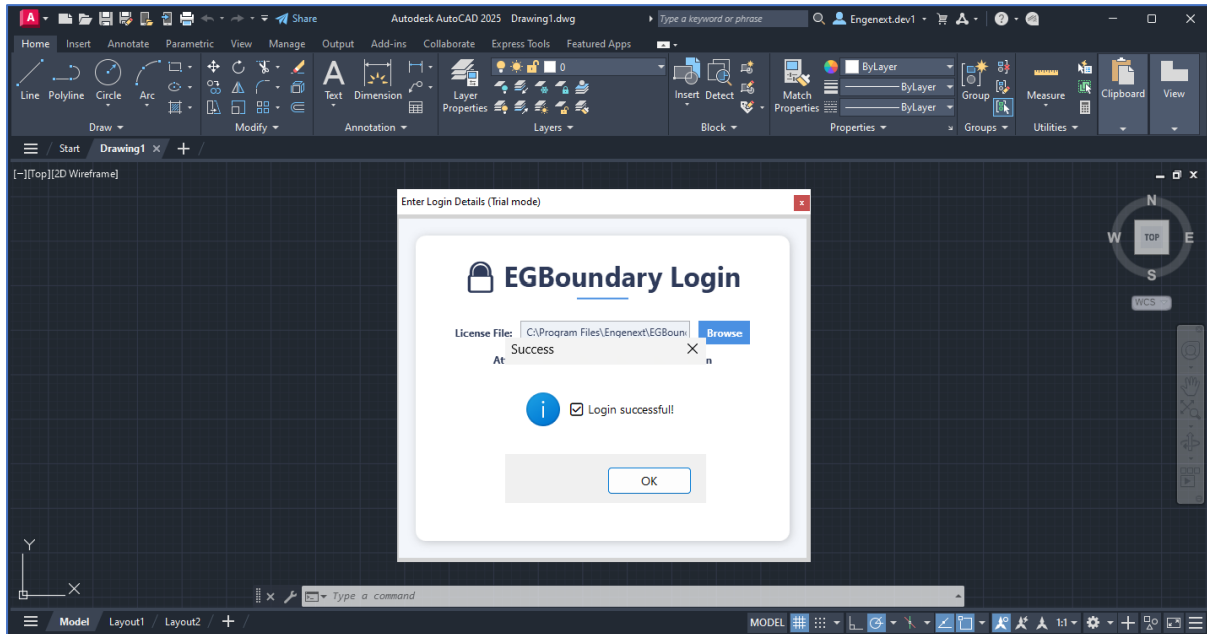 A Share Autodesk AutoCAD 2025 Drawing1.dwg Type a keyword or phrase Engenext.dev1
Home Insert Annotate Parametric View Manage Output Add-ins Collaborate Express Tools Featured Apps
0 ByLayer
Line Polyline Circle Arc Text Dimension Layer Properties Insert Detect Match Properties ByLayer ByLayer Group Measure Clipboard View
Draw Modify Annotation Layers Block Properties Groups Utilities
Start Drawing1
[−][Top][2D Wireframe]
Enter Login Details (Trial mode)
N
W TOP E
S
WCS
EGBoundary Login
License File: C:\Program Files\Engenext\EGBoun Browse
Success
At n
Login successful!
OK
Y
X
Type a command
Model Layout1 Layout2 MODEL 1:1